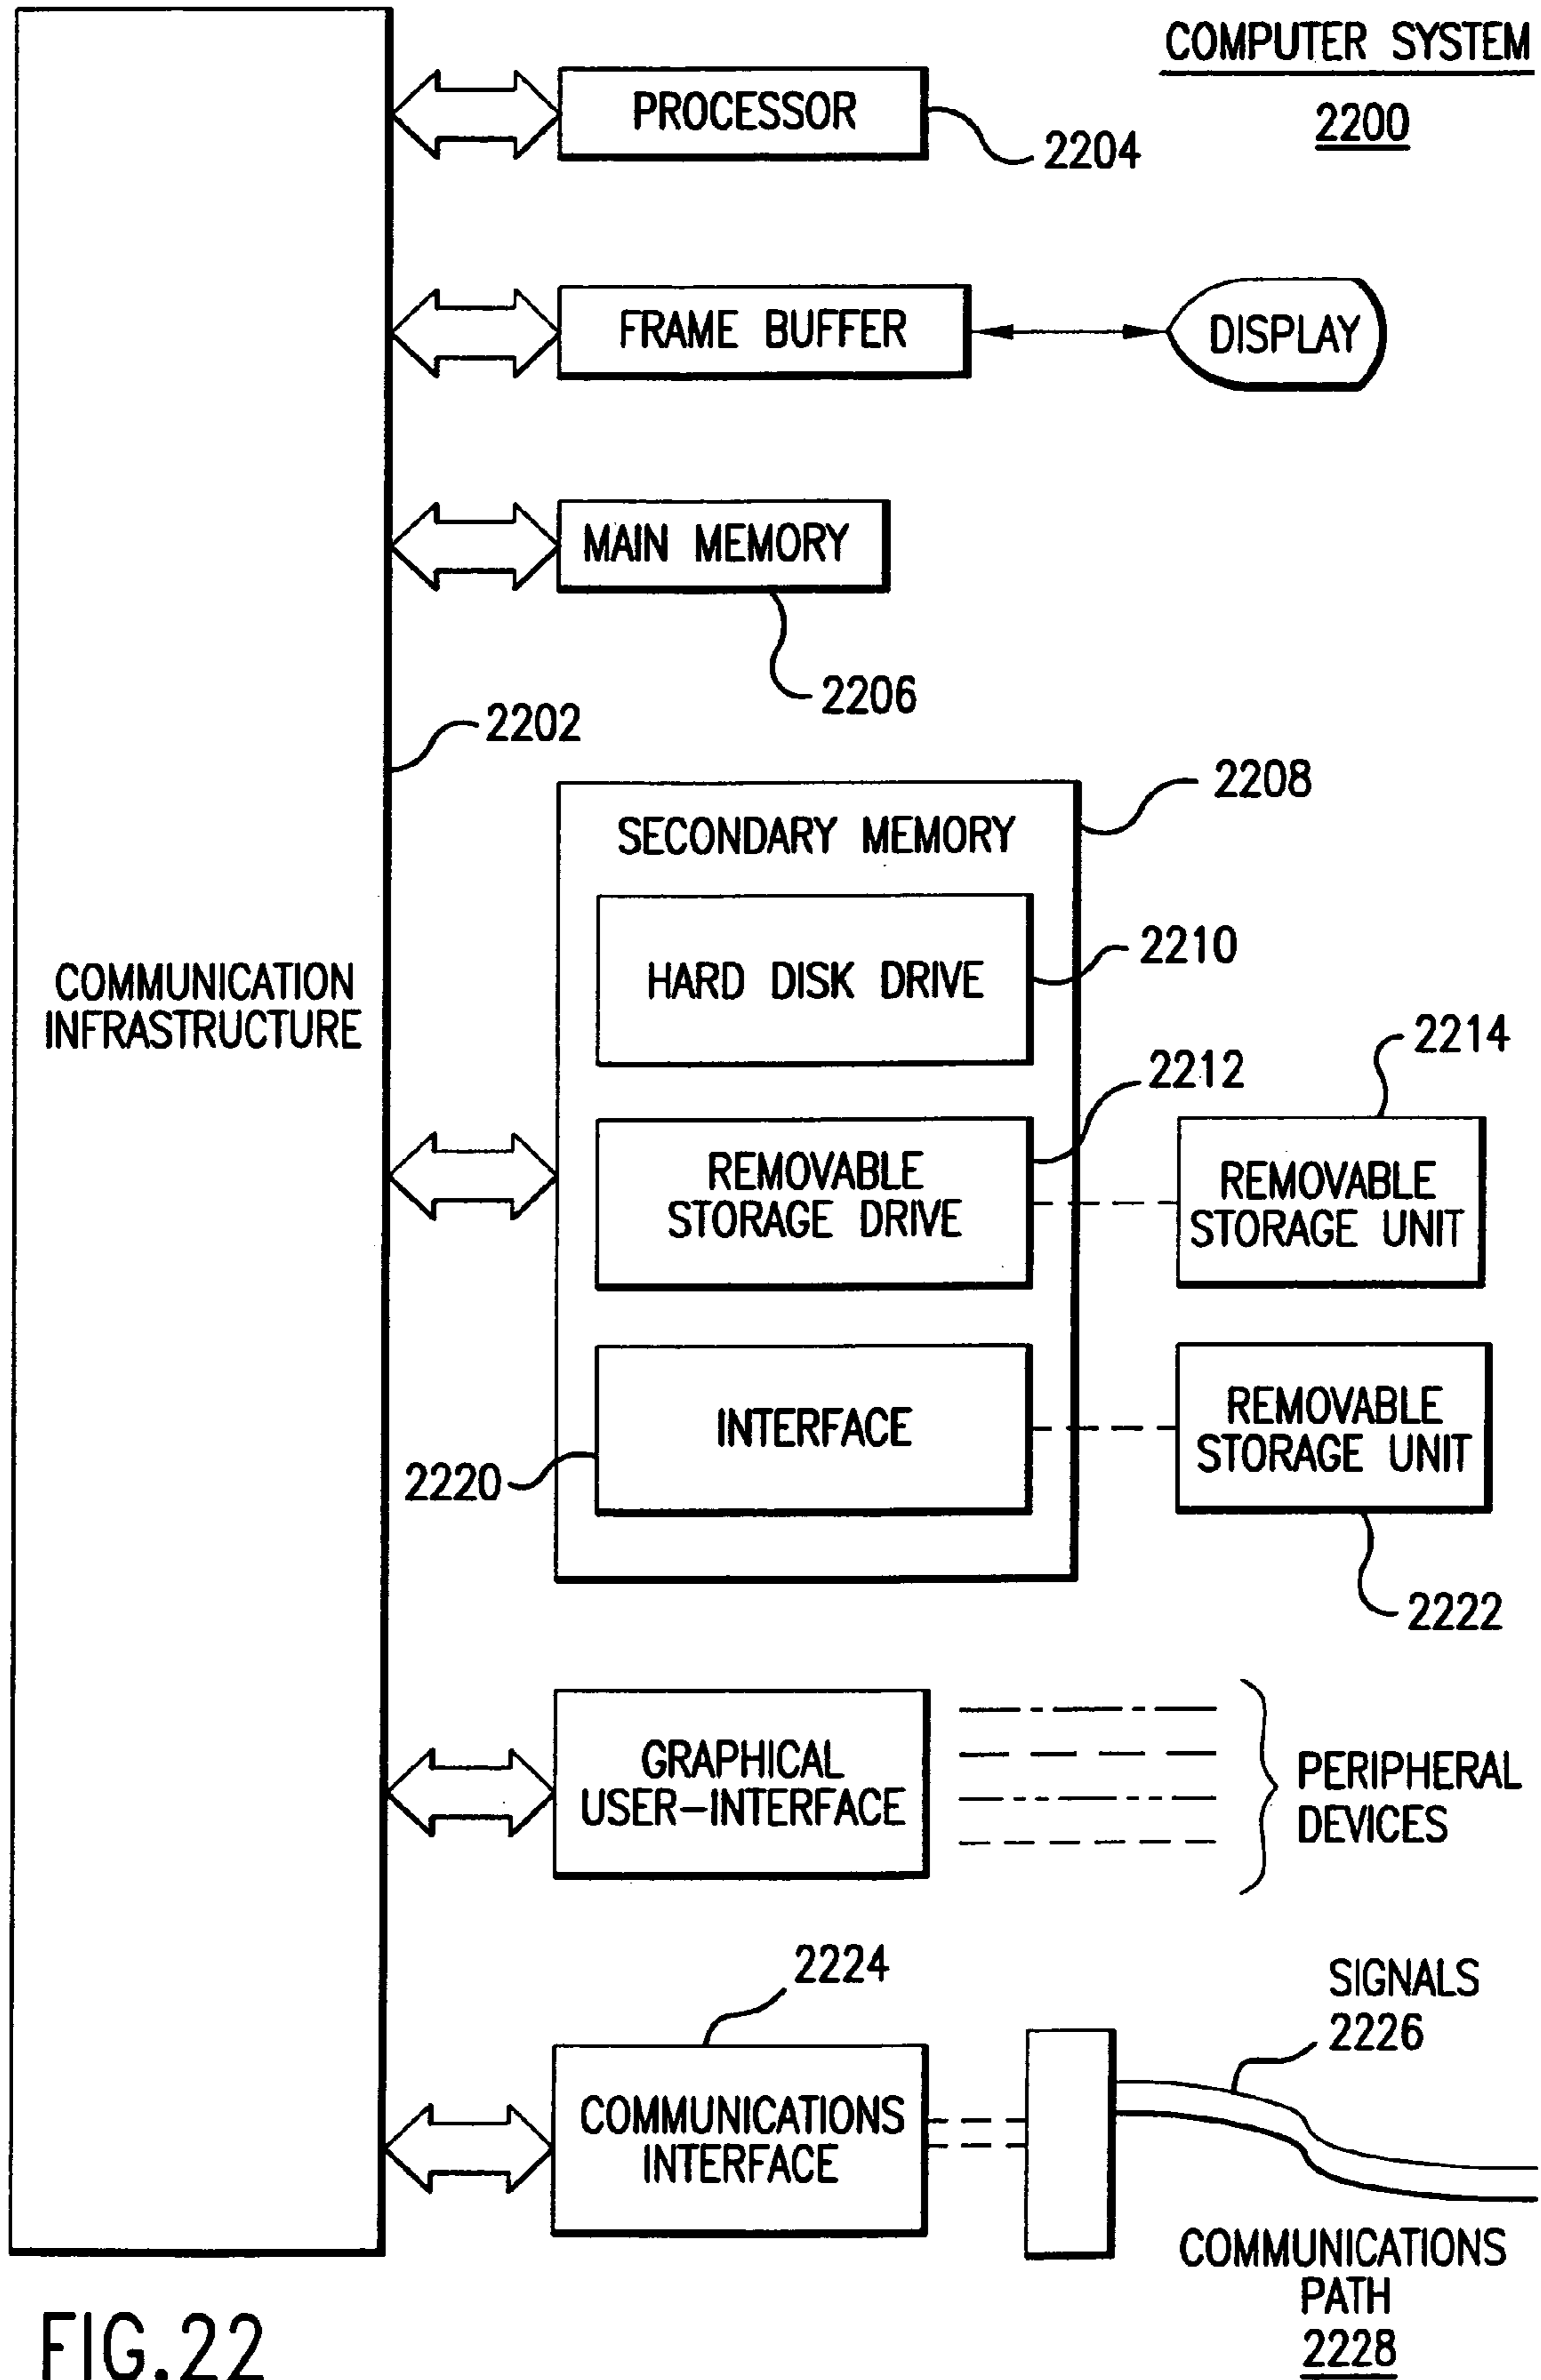 COMPUTER SYSTEM
2200
PROCESSOR
2204
FRAME BUFFER
DISPLAY
MAIN MEMORY
2206
2202
2208
SECONDARY MEMORY
HARD DISK DRIVE
2210
COMMUNICATION
INFRASTRUCTURE
2212
2214
REMOVABLE
STORAGE DRIVE
REMOVABLE
STORAGE UNIT
INTERFACE
2220
REMOVABLE
STORAGE UNIT
2222
GRAPHICAL
USER-INTERFACE
PERIPHERAL
DEVICES
2224
SIGNALS
2226
COMMUNICATIONS
INTERFACE
COMMUNICATIONS
PATH
2228
FIG.22